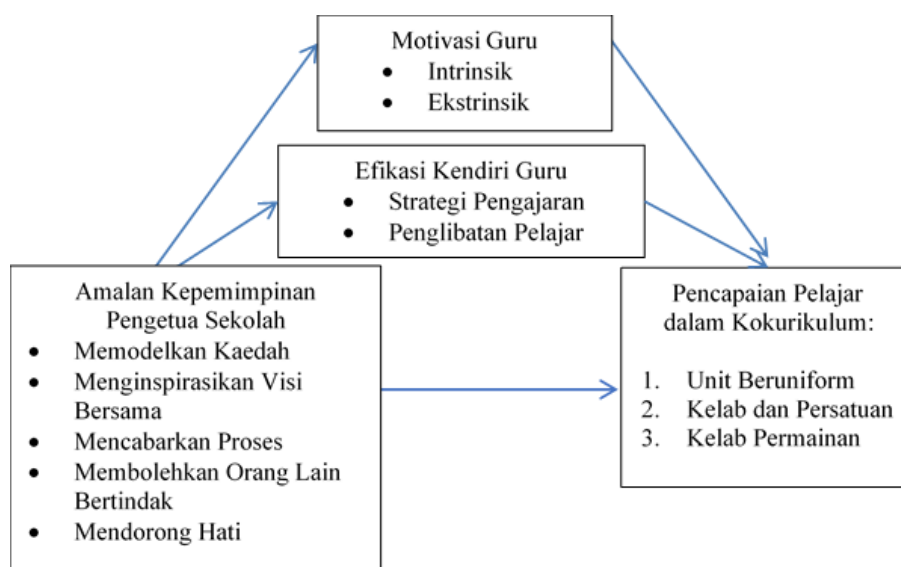 Motivasi Guru
• Intrinsik
• Ekstrinsik
Efikasi Kendiri Guru
• Strategi Pengajaran
• Penglibatan Pelajar
Amalan Kepemimpinan
Pengetua Sekolah
• Memodelkan Kaedah
• Menginspirasikan Visi
Bersama
• Mencabarkan Proses
• Membolehkan Orang Lain
Bertindak
• Mendorong Hati
Pencapaian Pelajar
dalam Kokurikulum:
1. Unit Beruniform
2. Kelab dan Persatuan
3. Kelab Permainan